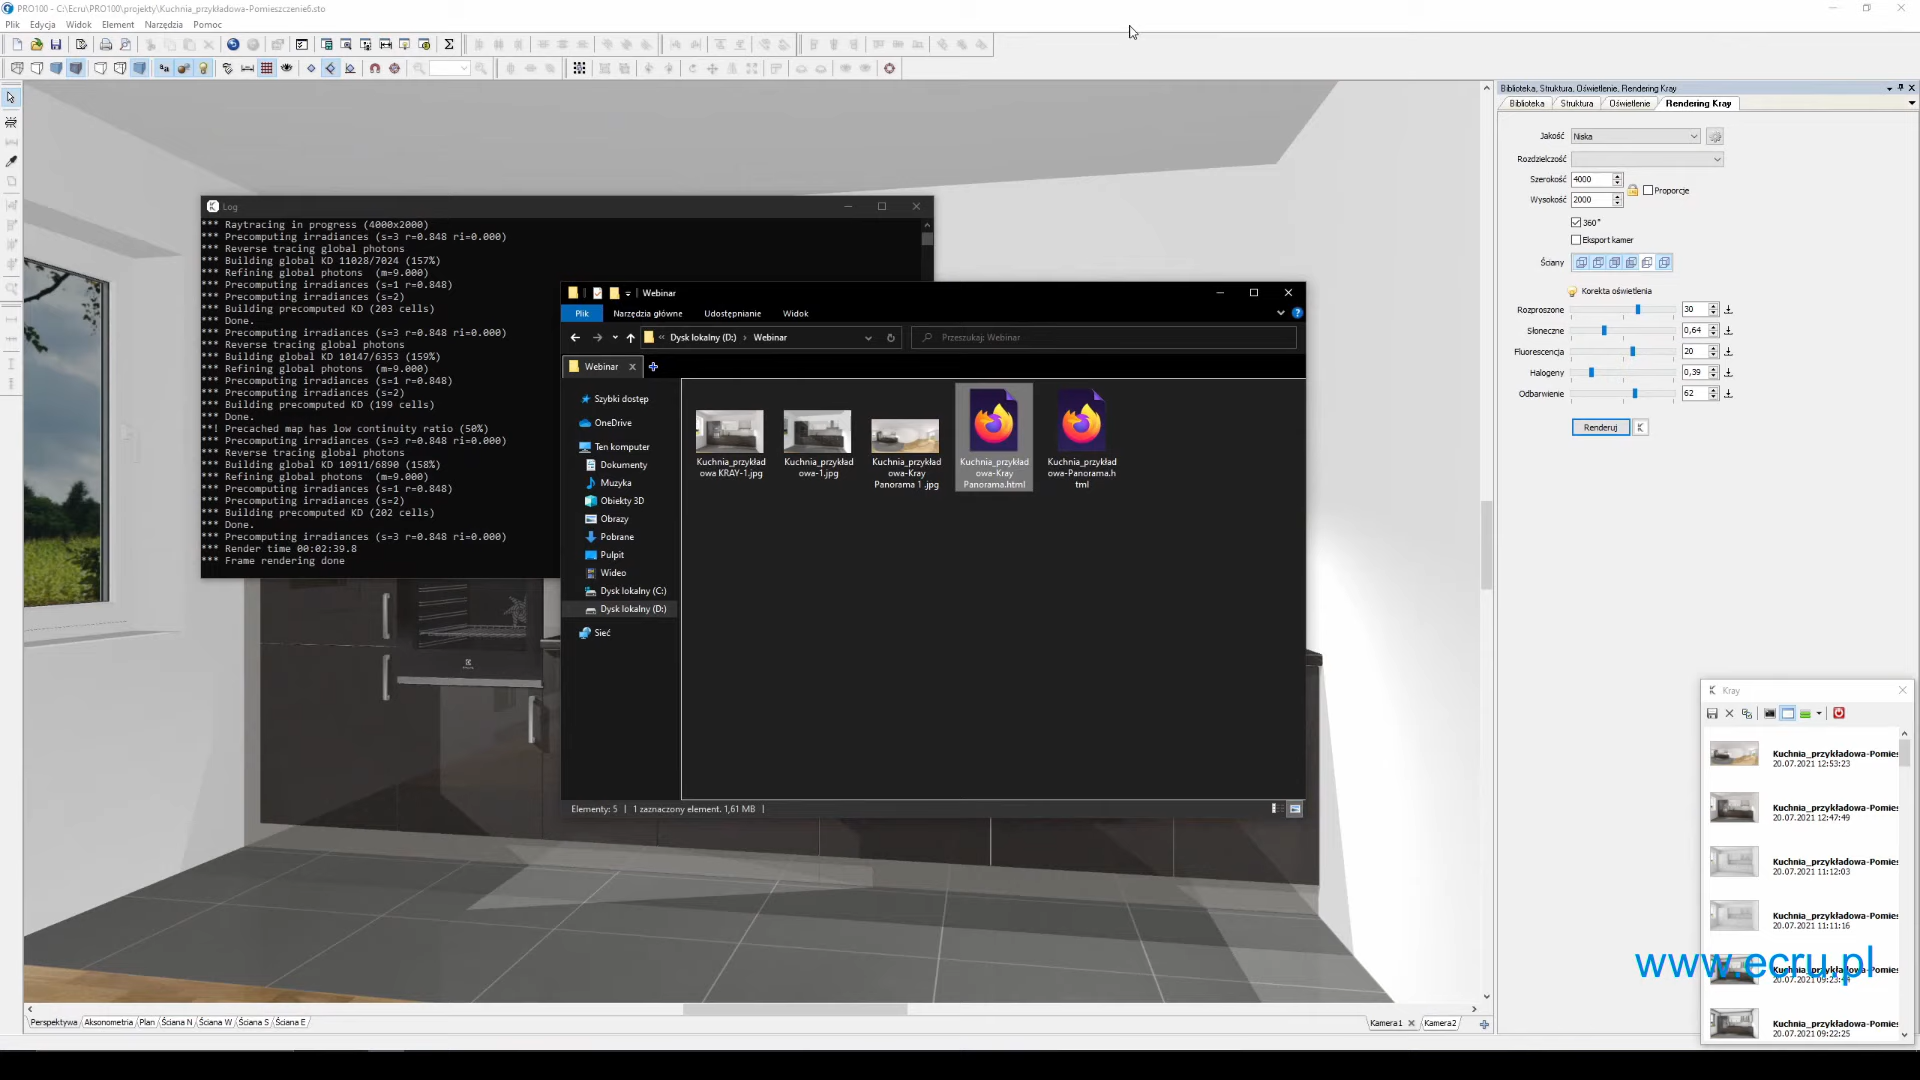 PRO100 - C:\Ecru\PRO100\projekty\Kuchnia_przykładowa-Pomieszczenie6.sto
Plik Edycja Widok Element Narzędzia Pomoc
Biblioteka, Struktura, Oświetlenie, Rendering Kray
Biblioteka Struktura Oświetlenie Rendering Kray
Jakość Niska
Rozdzielczość
Szerokość 4000
Proporcje
Wysokość 2000
360°
Eksport kamer
Ściany
Korekta oświetlenia
Rozproszone 30
Słoneczne 0,64
Fluorescencja 20
Halogeny 0,39
Odbarwienie 62
Renderuj
Log
*** Raytracing in progress (4000x2000)
*** Precomputing irradiances (s=3 r=0.848 ri=0.000)
*** Reverse tracing global photons
*** Building global KD 11028/7024 (157%)
*** Refining global photons (m=9.000)
*** Precomputing irradiances (s=1 r=0.848)
*** Precomputing irradiances (s=2)
*** Building precomputed KD (203 cells)
*** Done.
*** Precomputing irradiances (s=3 r=0.848 ri=0.000)
*** Reverse tracing global photons
*** Building global KD 10147/6353 (159%)
*** Refining global photons (m=9.000)
*** Precomputing irradiances (s=1 r=0.848)
*** Precomputing irradiances (s=2)
*** Building precomputed KD (199 cells)
*** Done.
**! Precached map has low continuity ratio (50%)
*** Precomputing irradiances (s=3 r=0.848 ri=0.000)
*** Reverse tracing global photons
*** Building global KD 10911/6890 (158%)
*** Refining global photons (m=9.000)
*** Precomputing irradiances (s=1 r=0.848)
*** Precomputing irradiances (s=2)
*** Building precomputed KD (202 cells)
*** Done.
*** Precomputing irradiances (s=3 r=0.848 ri=0.000)
*** Render time 00:02:39.8
*** Frame rendering done
Webinar
Plik Narzędzia główne Udostępnianie Widok
« Dysk lokalny (D:) › Webinar
Przeszukaj: Webinar
Webinar
Szybki dostęp
OneDrive
Ten komputer
Dokumenty
Muzyka
Obiekty 3D
Obrazy
Pobrane
Pulpit
Wideo
Dysk lokalny (C:)
Dysk lokalny (D:)
Sieć
Kuchnia_przykład
owa KRAY-1.jpg
Kuchnia_przykład
owa-1.jpg
Kuchnia_przykład
owa-Kray
Panorama 1 .jpg
Kuchnia_przykład
owa-Kray
Panorama.html
Kuchnia_przykład
owa-Panorama.h
tml
Elementy: 5 | 1 zaznaczony element. 1,61 MB |
Kray
Kuchnia_przykładowa-Pomies
20.07.2021 12:53:23
Kuchnia_przykładowa-Pomies
20.07.2021 12:47:49
Kuchnia_przykładowa-Pomies
20.07.2021 11:12:03
Kuchnia_przykładowa-Pomies
20.07.2021 11:11:16
www.ecru.pl
Kuchnia_przykładowa-Pomies
Kuchnia_przykładowa-Pomies
20.07.2021 09:22:25
Perspektywa Aksonometria Plan Ściana N Ściana W Ściana S Ściana E
Kamera1 Kamera2